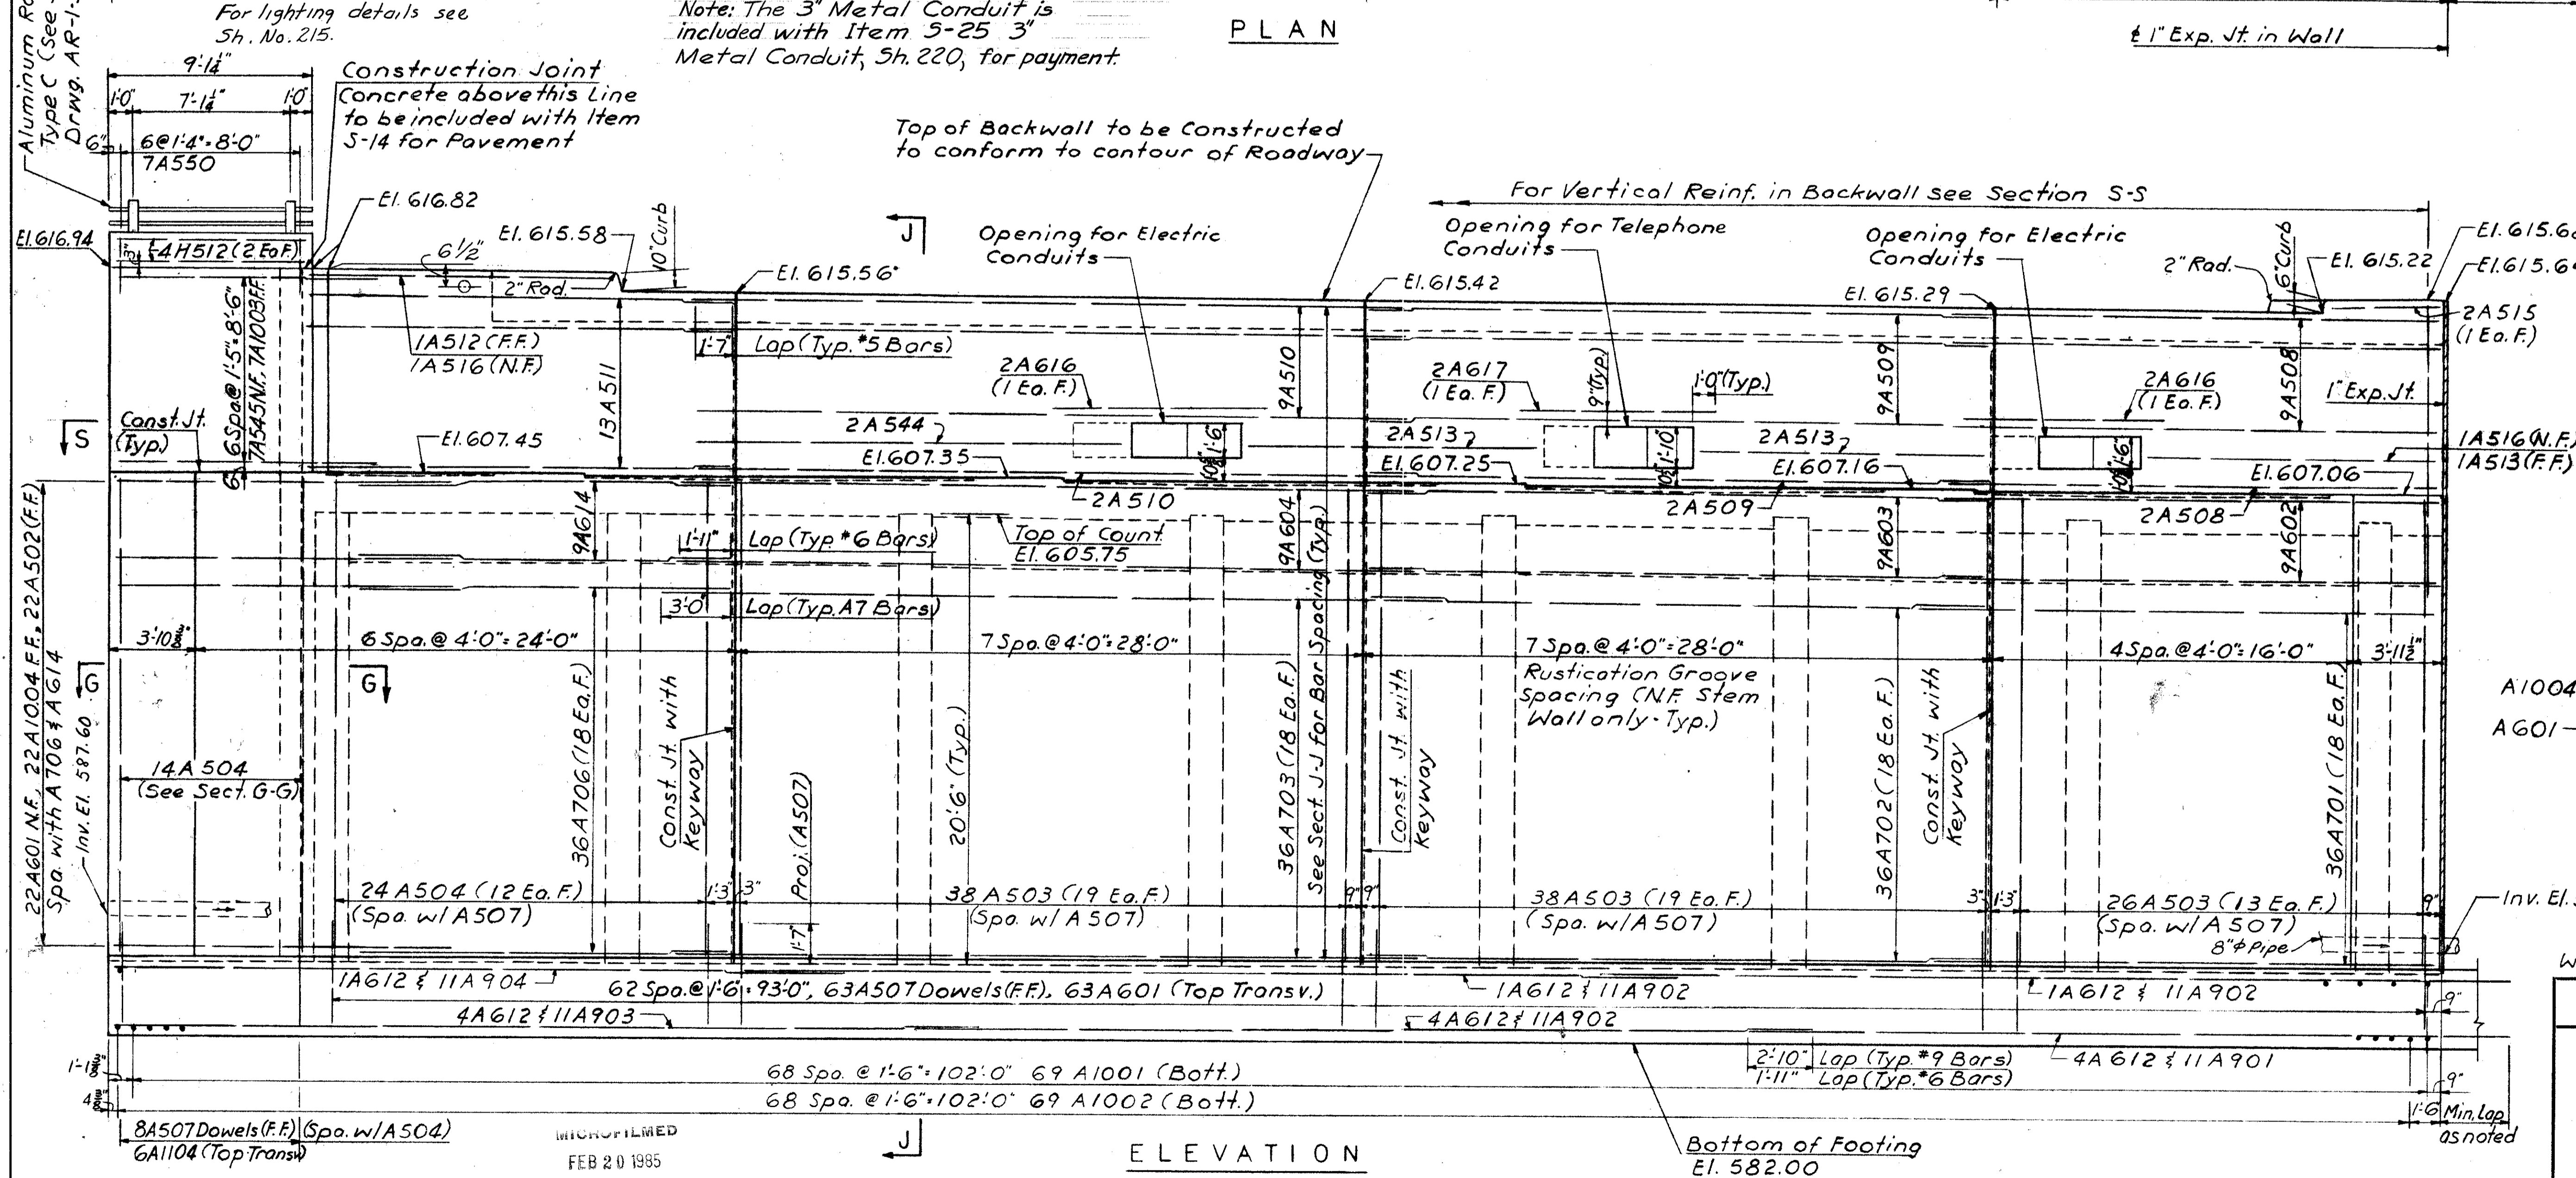 For lighting details see
Sh. No. 215.
Note: The 3" Metal Conduit is
included with Item S-25 3"
Metal Conduit, Sh. 220, for payment.
PLAN
℄ 1" Exp. Jt. in Wall
Aluminum
Type C (See
Drwg. AR-1-
9'-1¼"
1'-0"
7'-1¼"
1'-0"
6"
6@1'-4"=8'-0"
7A550
Construction Joint
Concrete above this Line
to be included with Item
S-14 for Pavement
Top of Backwall to be Constructed
to conform to contour of Roadway
For Vertical Reinf. in Backwall see Section S-S
El. 616.94
El. 616.82
4H512 (2 Ea. F.)
3"
6½"
2" Rad.
El. 615.58
10" Curb
J
El. 615.56
Opening for Electric
Conduits
El. 615.42
Opening for Telephone
Conduits
Opening for Electric
Conduits
El. 615.29
2" Rad.
6" Curb
El. 615.22
2A515
(1 Ea. F.)
6 Spa @ 1'-5"=8'-6"
7A545 N.F., 7A1003 F.F.
6"
1A512 (F.F.)
1A516 (N.F.)
13A511
1'-7"
Lap (Typ. #5 Bars)
2A616
(1 Ea. F.)
9A510
2A617
(1 Ea. F.)
9" (Typ.)
1'-0" (Typ.)
9A509
2A616
(1 Ea. F.)
9A508
1" Exp. Jt.
S
Const. Jt.
(Typ.)
El. 607.45
2A544
El. 607.35
1'-6"
10½"
2A513
El. 607.25
1'-10"
10½"
2A513
El. 607.16
1'-6"
10½"
El. 607.06
1A516 (N.F.)
1A513 (F.F.)
2A510
2A509
2A508
9A614
1'-11"
Lap (Typ. #6 Bars)
Top of Count.
El. 605.75
9A604
9A603
9A602
3'-0"
Lap (Typ. A7 Bars)
3'-10⅜"
6 Spa. @ 4'-0"=24'-0"
7 Spa. @ 4'-0"=28'-0"
7 Spa. @ 4'-0"=28'-0"
4 Spa. @ 4'-0"=16'-0"
3'-11½"
Rustication Groove
Spacing (N.F. Stem
Wall only - Typ.)
G
G
22A601 N.F., 22A1004 F.F., 22A502 (F.F.)
Spa. with A706 & A614
Inv. El. 587.60
14A504
(See Sect. G-G)
36A706 (18 Ea. F.)
Const. Jt. with
Keyway
1'-7" Proj. (A507)
20'-6" (Typ.)
36A703 (18 Ea. F.)
See Sect. J-J for Bar Spacing (Typ.)
Const. Jt. with
Keyway
36A702 (18 Ea. F.)
Const. Jt. with
Keyway
36A701 (18 Ea. F.)
A1004
A601
24A504 (12 Ea. F.)
(Spa. w/A507)
1'-3"
3"
38A503 (19 Ea. F.)
(Spa. w/A507)
9"
9"
38A503 (19 Ea. F.)
(Spa. w/A507)
3"
1'-3"
26A503 (13 Ea. F.)
(Spa. w/A507)
9"
8"ϕ Pipe
Inv. El.
1A612 & 11A904
62 Spa. @ 1'-6"=93'-0", 63A507 Dowels (F.F.), 63A601 (Top Transv.)
1A612 & 11A902
1A612 & 11A902
9"
4A612 & 11A903
4A612 & 11A902
2'-10" Lap (Typ. #9 Bars)
1'-11" Lap (Typ. #6 Bars)
4A612 & 11A901
1'-1⅜"
68 Spa. @ 1'-6"=102'-0" 69 A1001 (Bott.)
9"
4⅜"
68 Spa. @ 1'-6"=102'-0" 69 A1002 (Bott.)
1'-6" Min. Lap
as noted
8A507 Dowels (F.F.) (Spa. w/A504)
6A1104 (Top Transv.)
MICROFILMED
FEB 20 1985
J
ELEVATION
Bottom of Footing
El. 582.00